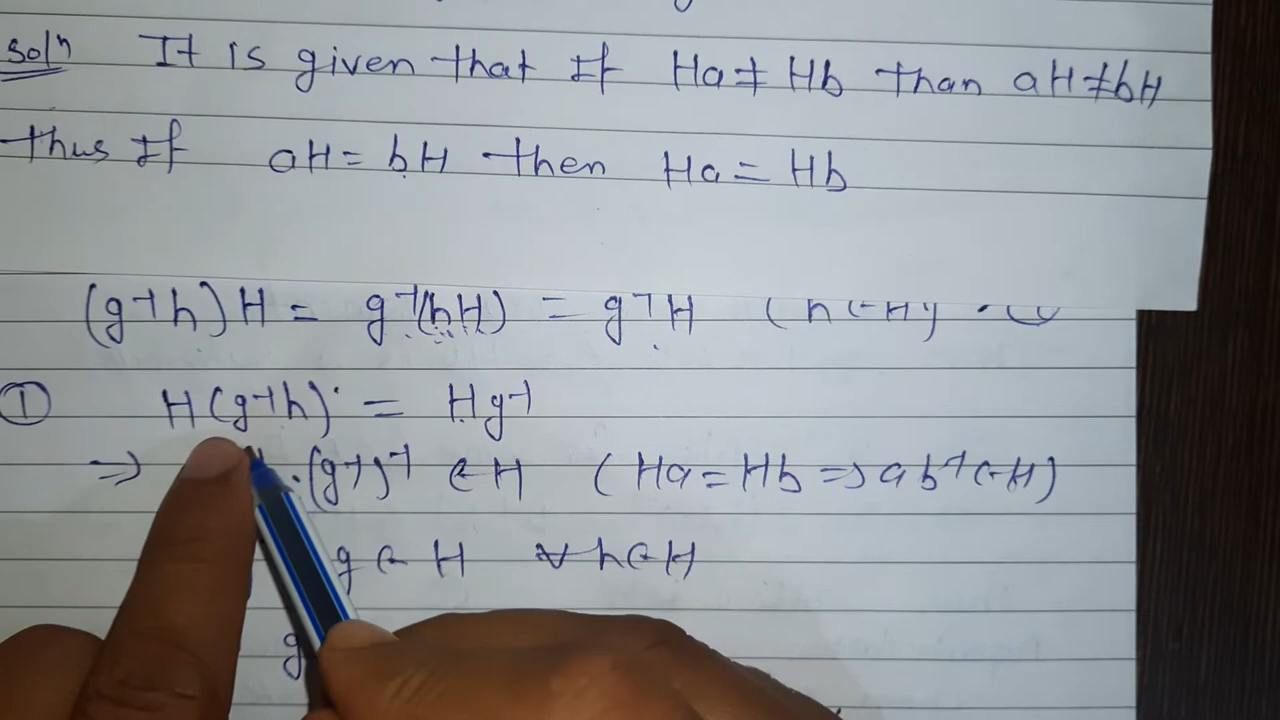 Solⁿ It is given that If Ha ≠ Hb than aH ≠ bH
thus If aH = bH then Ha = Hb
(g⁻¹h)H = g⁻¹(hH) = g⁻¹H (h∈H)
① H(g⁻¹h) = Hg⁻¹
⇒ (g⁻¹)⁻¹ ∈ H (Ha = Hb ⇒ ab⁻¹∈H)
g ∈ H ∀ h∈H
g